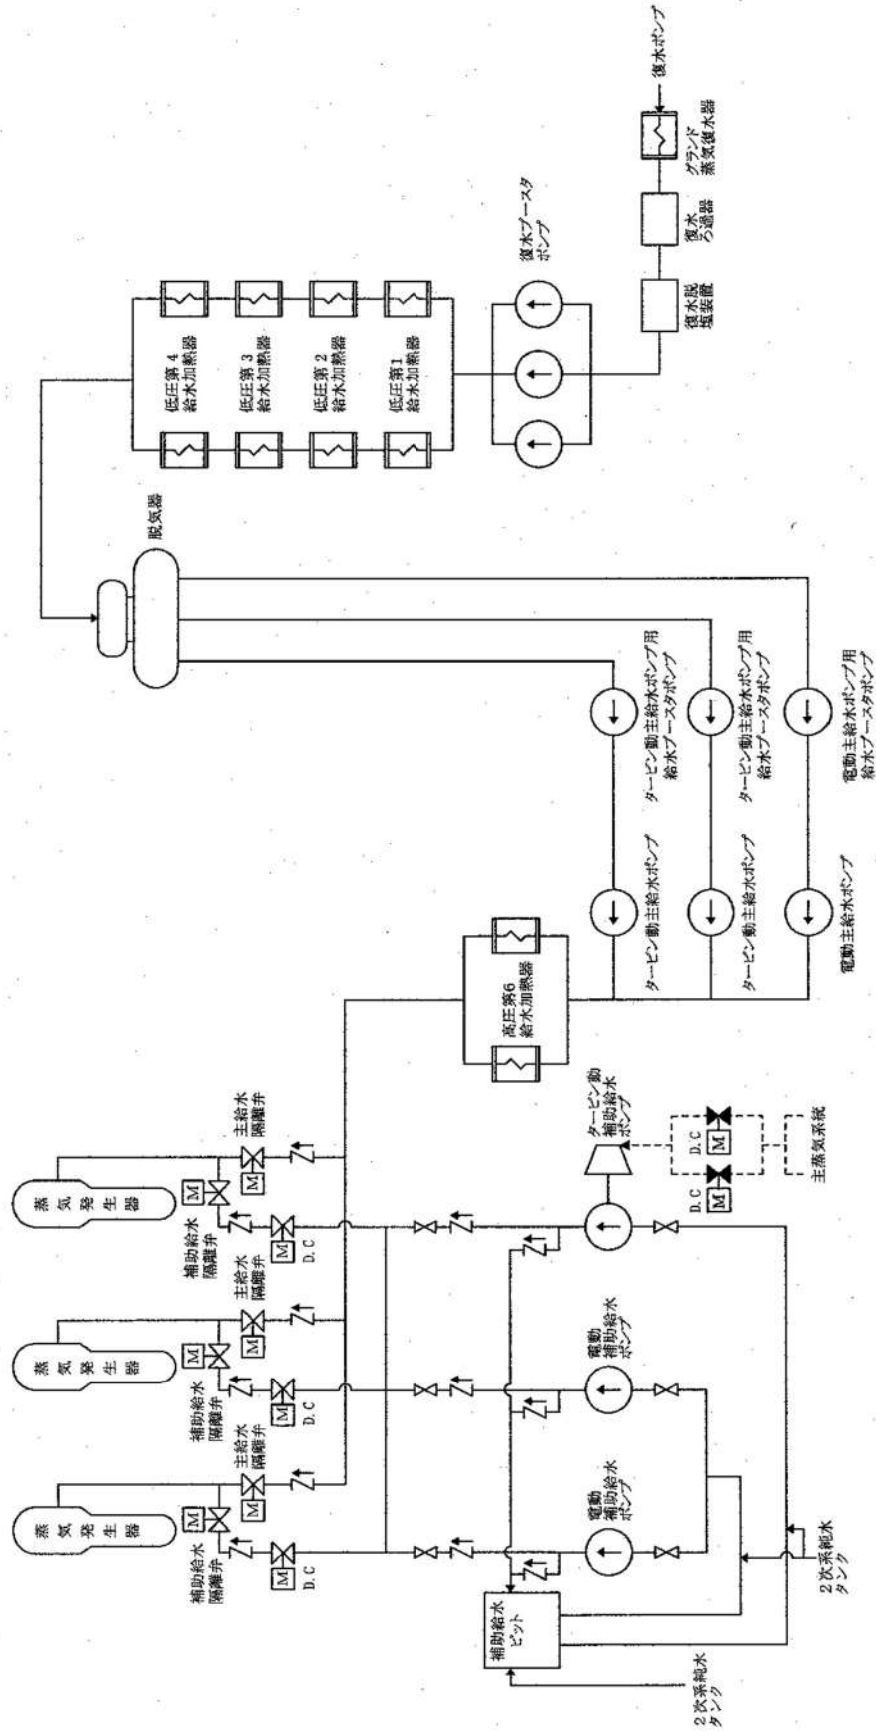 蒸気発生器
蒸気発生器
蒸気発生器
補助給水
隔離弁
主給水
隔離弁
補助給水
隔離弁
主給水
隔離弁
補助給水
隔離弁
主給水
隔離弁
M
M
M
M
M
M
M
M
M
D.C
D.C
D.C
補助給水
ピット
2次系純水
タンク
2次系純水
タンク
電動
補助給水
ポンプ
電動
補助給水
ポンプ
タービン動
補助給水
ポンプ
D.C
M
D.C
M
主蒸気系統
高圧第6
給水加熱器
タービン動主給水ポンプ
タービン動主給水ポンプ
電動主給水ポンプ
タービン動主給水ポンプ用
給水ブースタポンプ
タービン動主給水ポンプ用
給水ブースタポンプ
電動主給水ポンプ用
給水ブースタポンプ
脱気器
低圧第4
給水加熱器
低圧第3
給水加熱器
低圧第2
給水加熱器
低圧第1
給水加熱器
復水ブースタ
ポンプ
復水脱
塩装置
復水
ろ過器
グランド
蒸気復水器
復水ポンプ